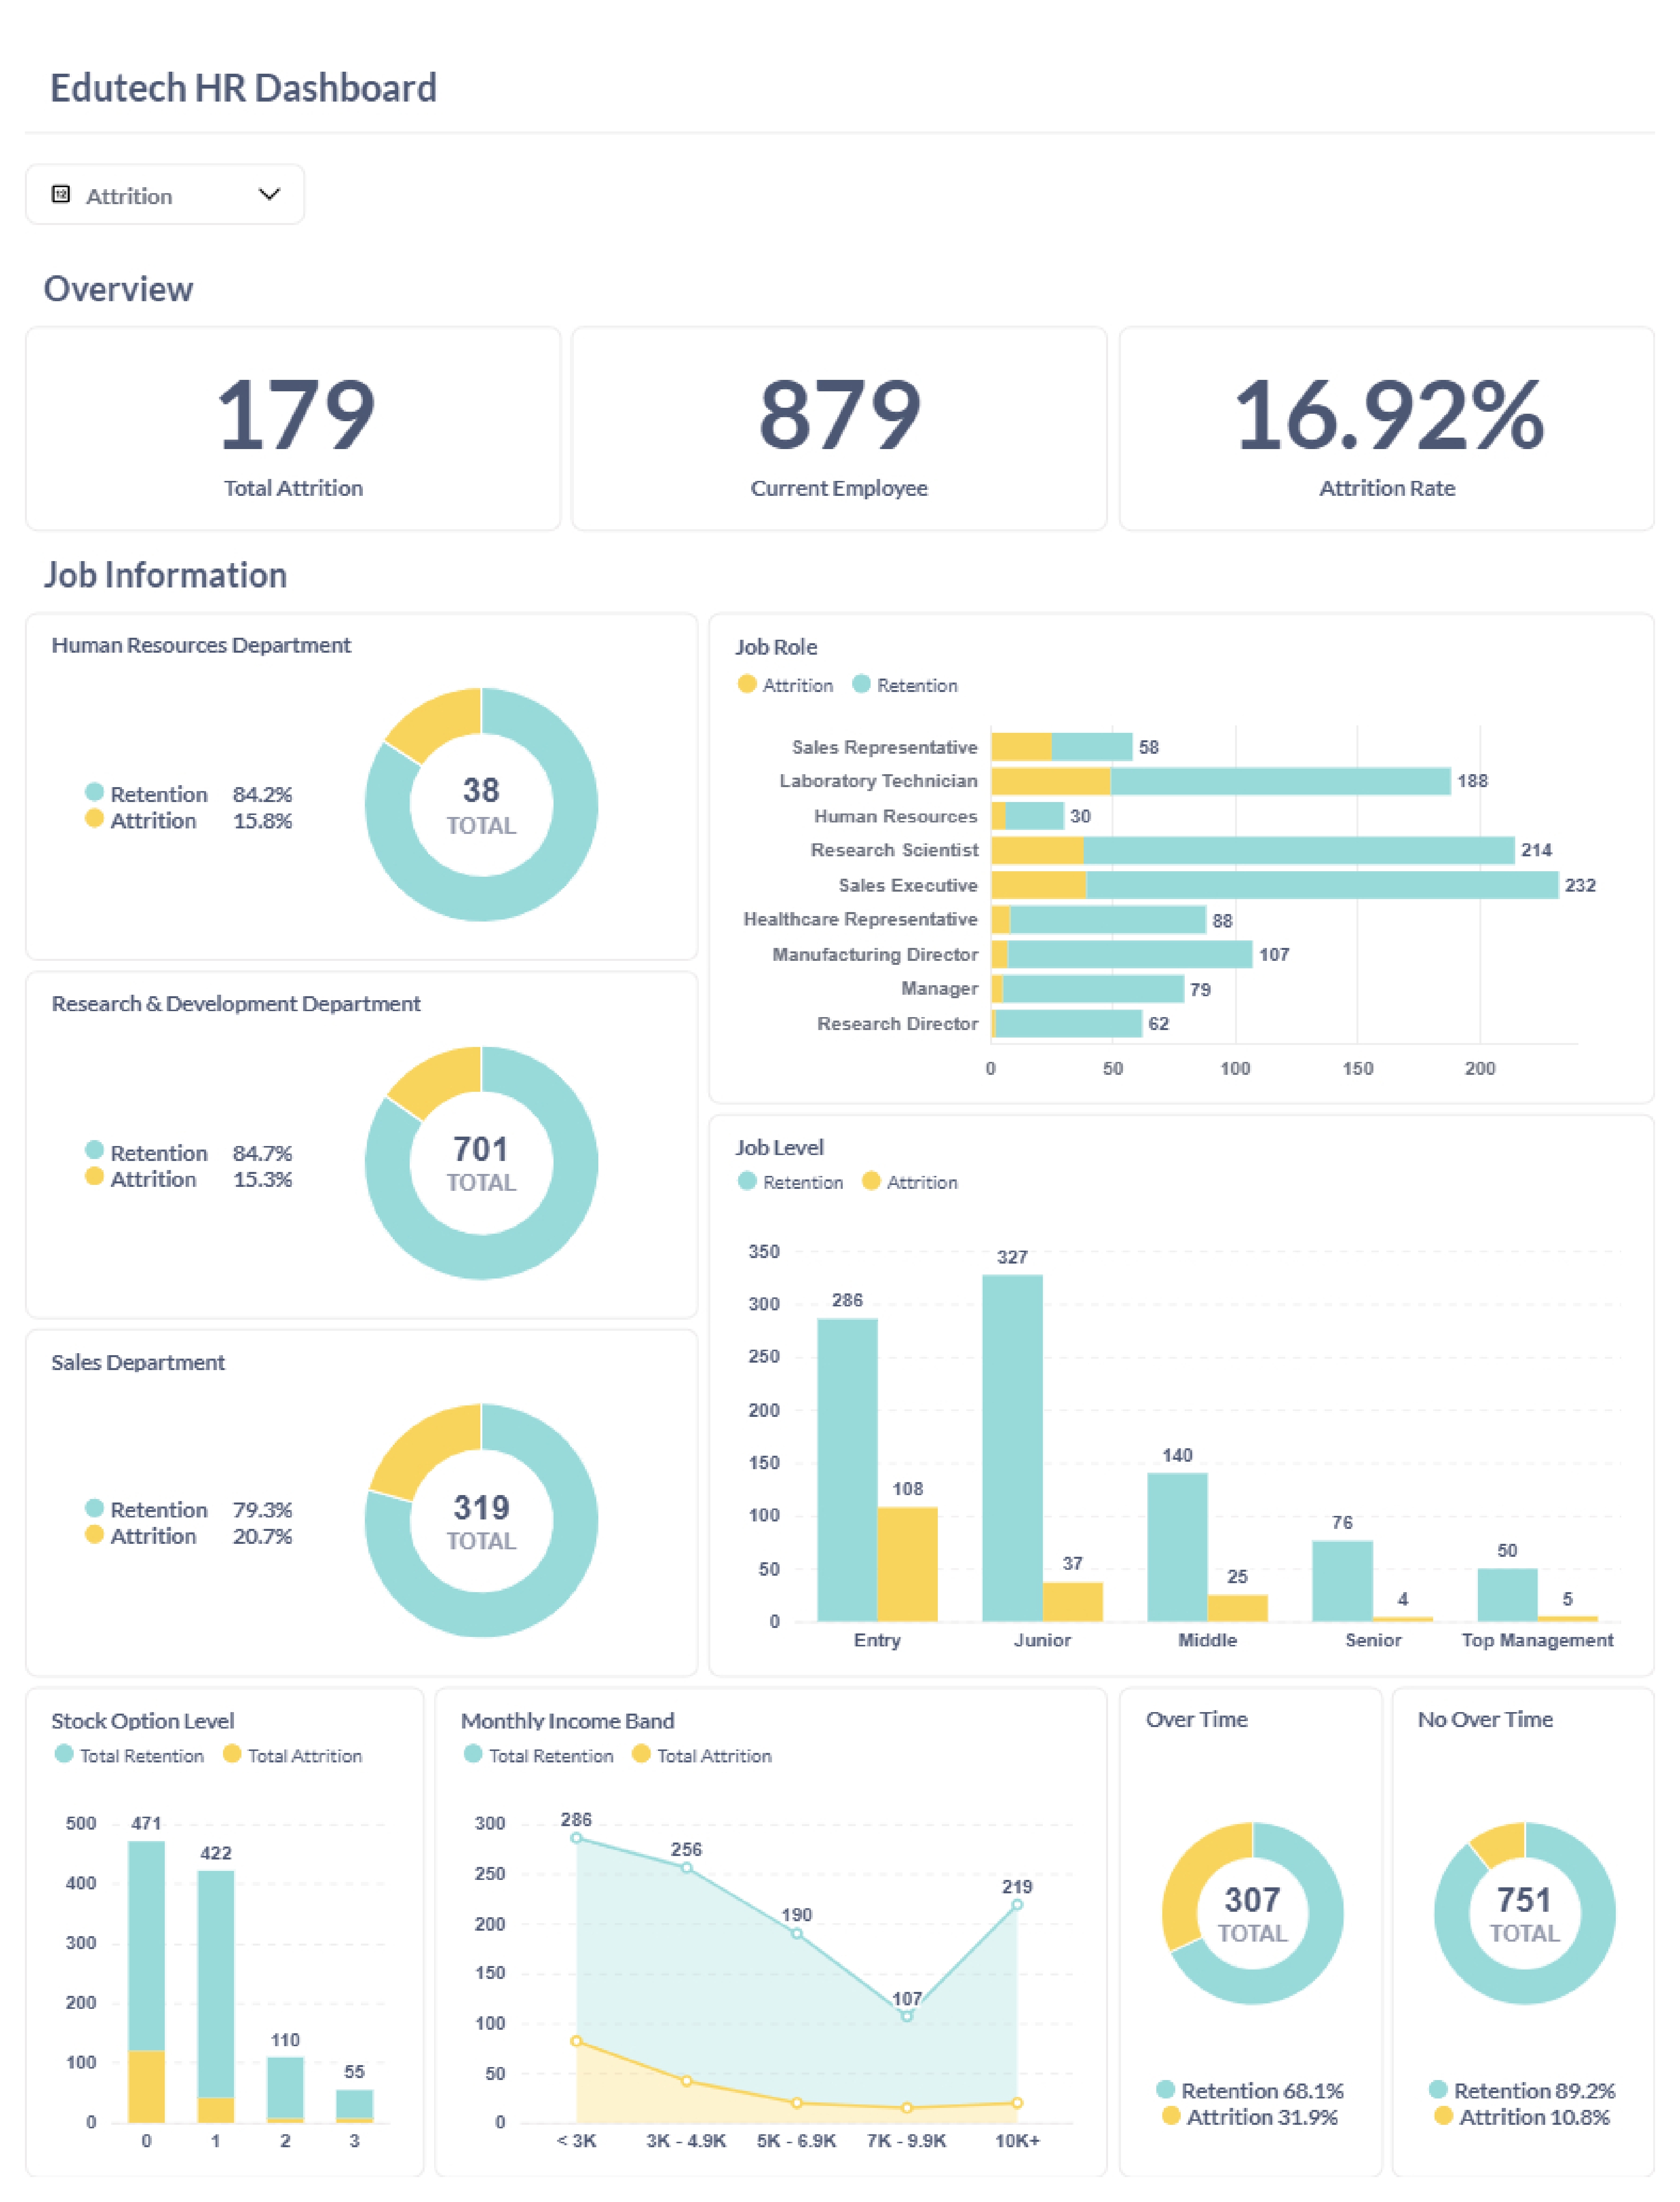 Edutech HR Dashboard
Attrition
Overview
179
Total Attrition
879
Current Employee
16.92%
Attrition Rate
Job Information
Human Resources Department
Retention 84.2%
Attrition 15.8%
38
TOTAL
Research & Development Department
Retention 84.7%
Attrition 15.3%
701
TOTAL
Sales Department
Retention 79.3%
Attrition 20.7%
319
TOTAL
Job Role
Attrition Retention
Sales Representative 58
Laboratory Technician 188
Human Resources 30
Research Scientist 214
Sales Executive 232
Healthcare Representative 88
Manufacturing Director 107
Manager 79
Research Director 62
0 50 100 150 200
Job Level
Retention Attrition
350
300
250
200
150
100
50
0
286 108
327 37
140 25
76 4
50 5
Entry Junior Middle Senior Top Management
Stock Option Level
Total Retention Total Attrition
500
400
300
200
100
0
471 422 110 55
0 1 2 3
Monthly Income Band
Total Retention Total Attrition
300
250
200
150
100
50
0
286 256 190 107 219
< 3K 3K - 4.9K 5K - 6.9K 7K - 9.9K 10K+
Over Time
307
TOTAL
Retention 68.1%
Attrition 31.9%
No Over Time
751
TOTAL
Retention 89.2%
Attrition 10.8%